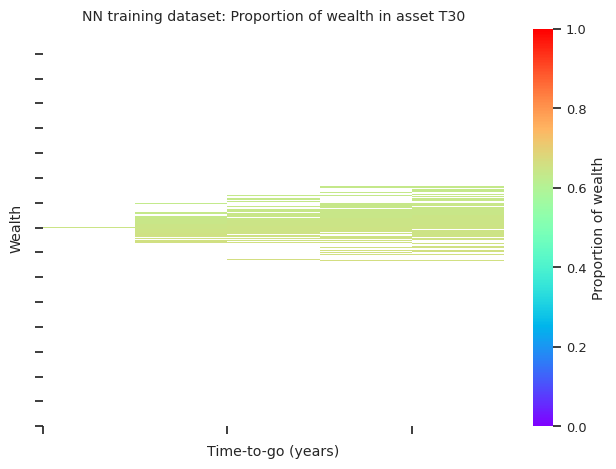 NN training dataset: Proportion of wealth in asset T30
Wealth
Time-to-go (years)
1.0
0.8
0.6
0.4
0.2
0.0
Proportion of wealth